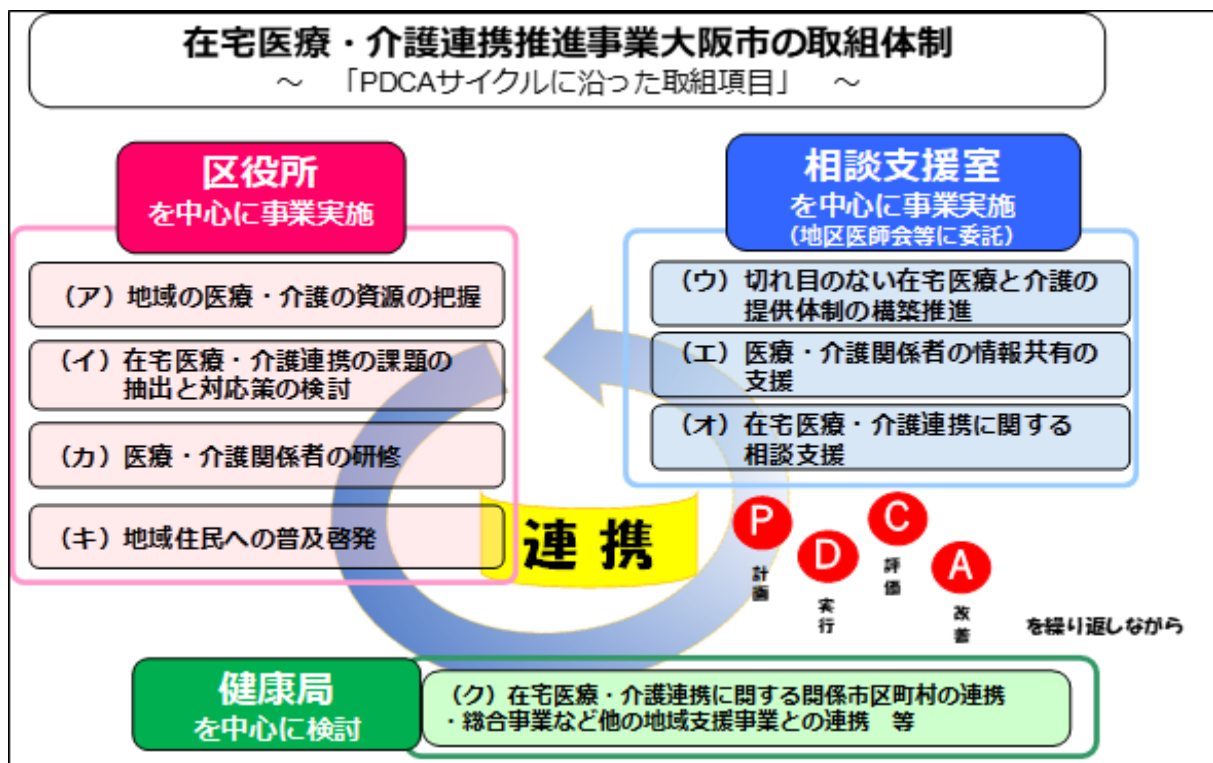 在宅医療・介護連携推進事業大阪市の取組体制
～　「PDCAサイクルに沿った取組項目」　～
区役所
を中心に事業実施
（ア）地域の医療・介護の資源の把握
（イ）在宅医療・介護連携の課題の
抽出と対応策の検討
（カ）医療・介護関係者の研修
（キ）地域住民への普及啓発
相談支援室
を中心に事業実施
（地区医師会等に委託）
（ウ）切れ目のない在宅医療と介護の
提供体制の構築推進
（エ）医療・介護関係者の情報共有の
支援
（オ）在宅医療・介護連携に関する
相談支援
連携
P
計画
D
実行
C
評価
A
改善
を繰り返しながら
健康局
を中心に検討
（ク）在宅医療・介護連携に関する関係市区町村の連携
・総合事業など他の地域支援事業との連携　等